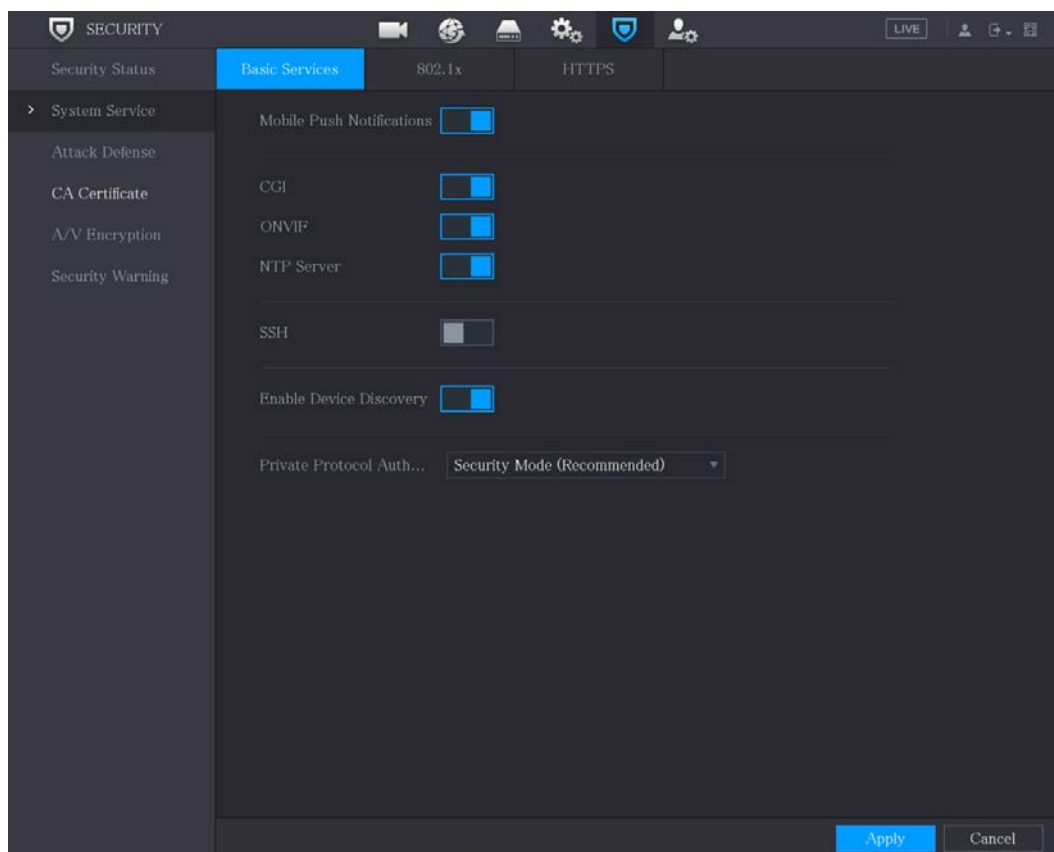 SECURITY
LIVE
Security Status
Basic Services
802.1x
HTTPS
System Service
Attack Defense
CA Certificate
A/V Encryption
Security Warning
Mobile Push Notifications
CGI
ONVIF
NTP Server
SSH
Enable Device Discovery
Private Protocol Auth... Security Mode (Recommended)
Apply
Cancel